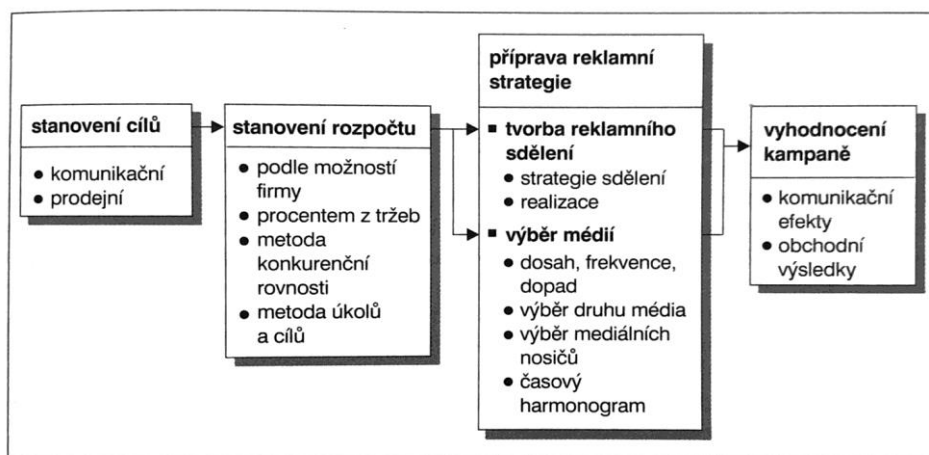 stanovení cílů
● komunikační
● prodejní
stanovení rozpočtu
● podle možností
firmy
● procentem z tržeb
● metoda
konkurenční
rovnosti
● metoda úkolů
a cílů
příprava reklamní
strategie
■ tvorba reklamního
sdělení
● strategie sdělení
● realizace
■ výběr médií
● dosah, frekvence,
dopad
● výběr druhu média
● výběr mediálních
nosičů
● časový
harmonogram
vyhodnocení
kampaně
● komunikační
efekty
● obchodní
výsledky